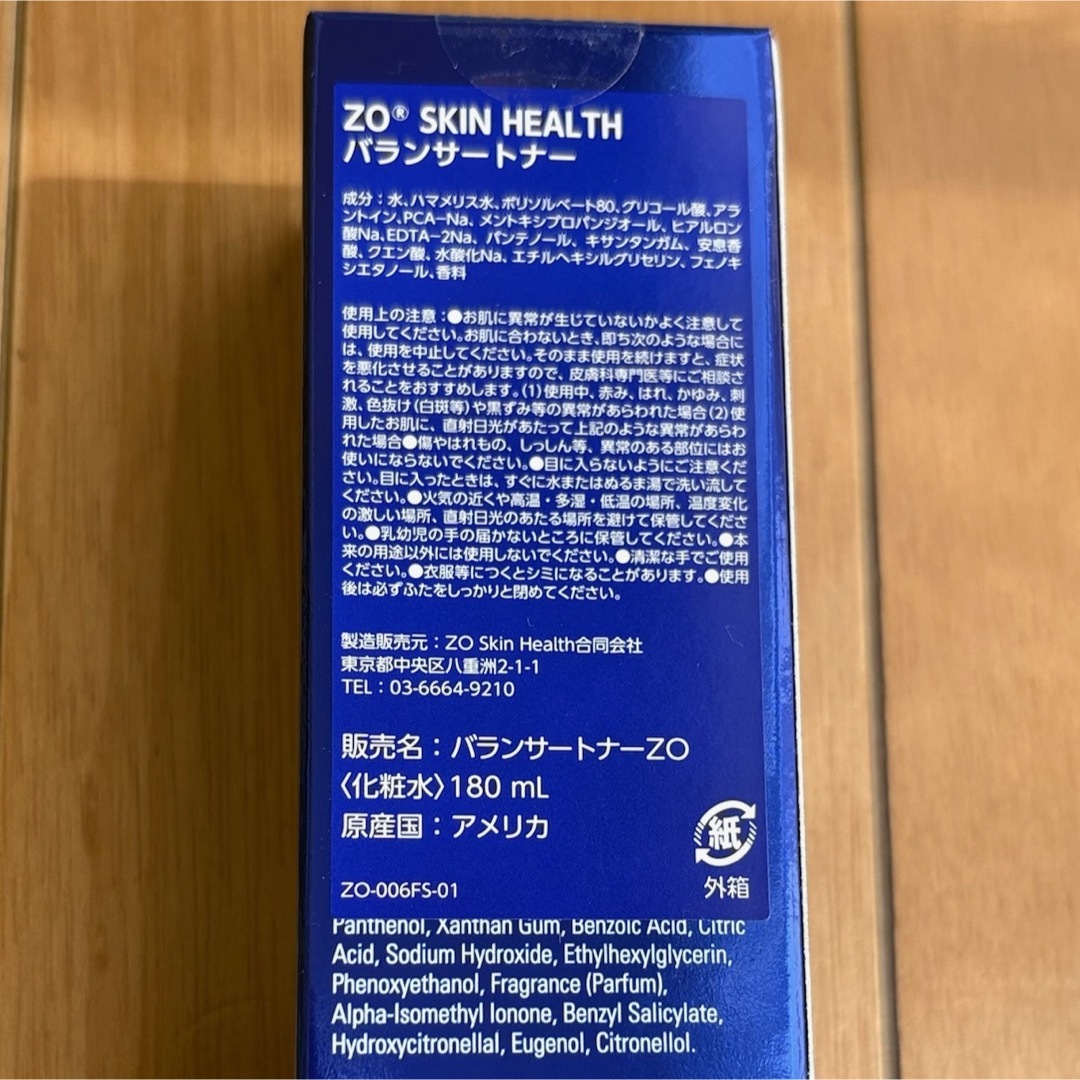 ZO® SKIN HEALTH
バランサートナー
成分：水、ハマメリス水、ポリソルベート80、グリコール酸、アラ
ントイン、PCA-Na、メントキシプロパンジオール、ヒアルロン
酸Na、EDTA-2Na、パンテノール、キサンタンガム、安息香
酸、クエン酸、水酸化Na、エチルヘキシルグリセリン、フェノキ
シエタノール、香料
使用上の注意：●お肌に異常が生じていないかよく注意して
使用してください。お肌に合わないとき、即ち次のような場合に
は、使用を中止してください。そのまま使用を続けますと、症状
を悪化させることがありますので、皮膚科専門医等にご相談さ
れることをおすすめします。(1)使用中、赤み、はれ、かゆみ、刺
激、色抜け(白斑等)や黒ずみ等の異常があらわれた場合(2)使
用したお肌に、直射日光があたって上記のような異常があらわ
れた場合●傷やはれもの、しっしん等、異常のある部位にはお
使いにならないでください。●目に入らないようにご注意くだ
さい。目に入ったときは、すぐに水またはぬるま湯で洗い流して
ください。●火気の近くや高温・多湿・低温の場所、温度変化
の激しい場所、直射日光のあたる場所を避けて保管してくださ
い。●乳幼児の手の届かないところに保管してください。●本
来の用途以外には使用しないでください。●清潔な手でご使用
ください。●衣服等につくとシミになることがあります。●使用
後は必ずふたをしっかりと閉めてください。
製造販売元：ZO Skin Health合同会社
東京都中央区八重洲2-1-1
TEL：03-6664-9210
販売名：バランサートナーZO
〈化粧水〉180 mL
原産国：アメリカ
紙
外箱
ZO-006FS-01
Panthenol, Xanthan Gum, Benzoic Acid, Citric
Acid, Sodium Hydroxide, Ethylhexylglycerin,
Phenoxyethanol, Fragrance (Parfum),
Alpha-Isomethyl Ionone, Benzyl Salicylate,
Hydroxycitronellal, Eugenol, Citronellol.